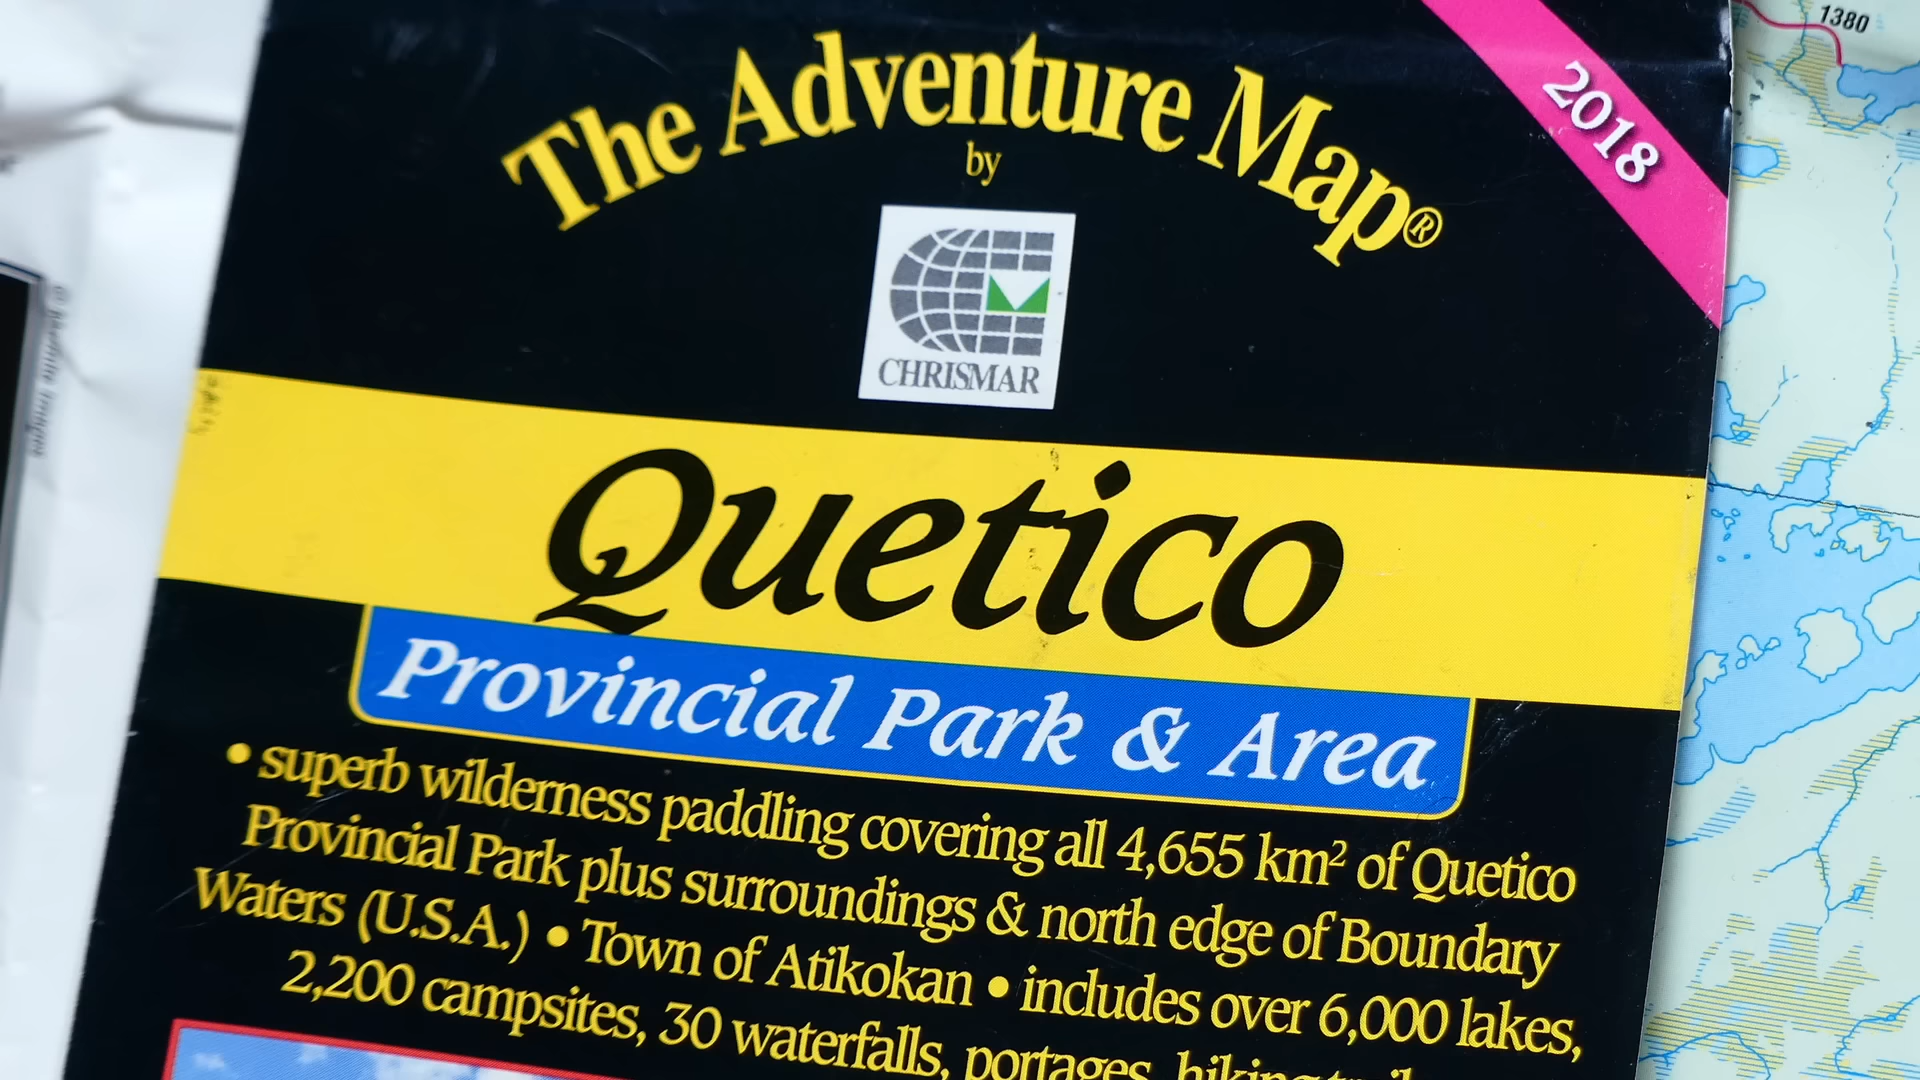 The Adventure Map®
by
CHRISMAR
2018
1380
Quetico
Provincial Park & Area
• superb wilderness paddling covering all 4,655 km² of Quetico
Provincial Park plus surroundings & north edge of Boundary
Waters (U.S.A.) • Town of Atikokan • includes over 6,000 lakes,
2,200 campsites, 30 waterfalls, portages, hiking